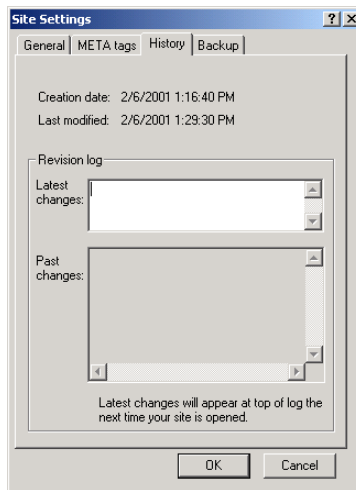 Site Settings
General META tags History Backup
Creation date: 2/6/2001 1:16:40 PM
Last modified: 2/6/2001 1:29:30 PM
Revision log
Latest
changes:
Past
changes:
Latest changes will appear at top of log the
next time your site is opened.
OK Cancel